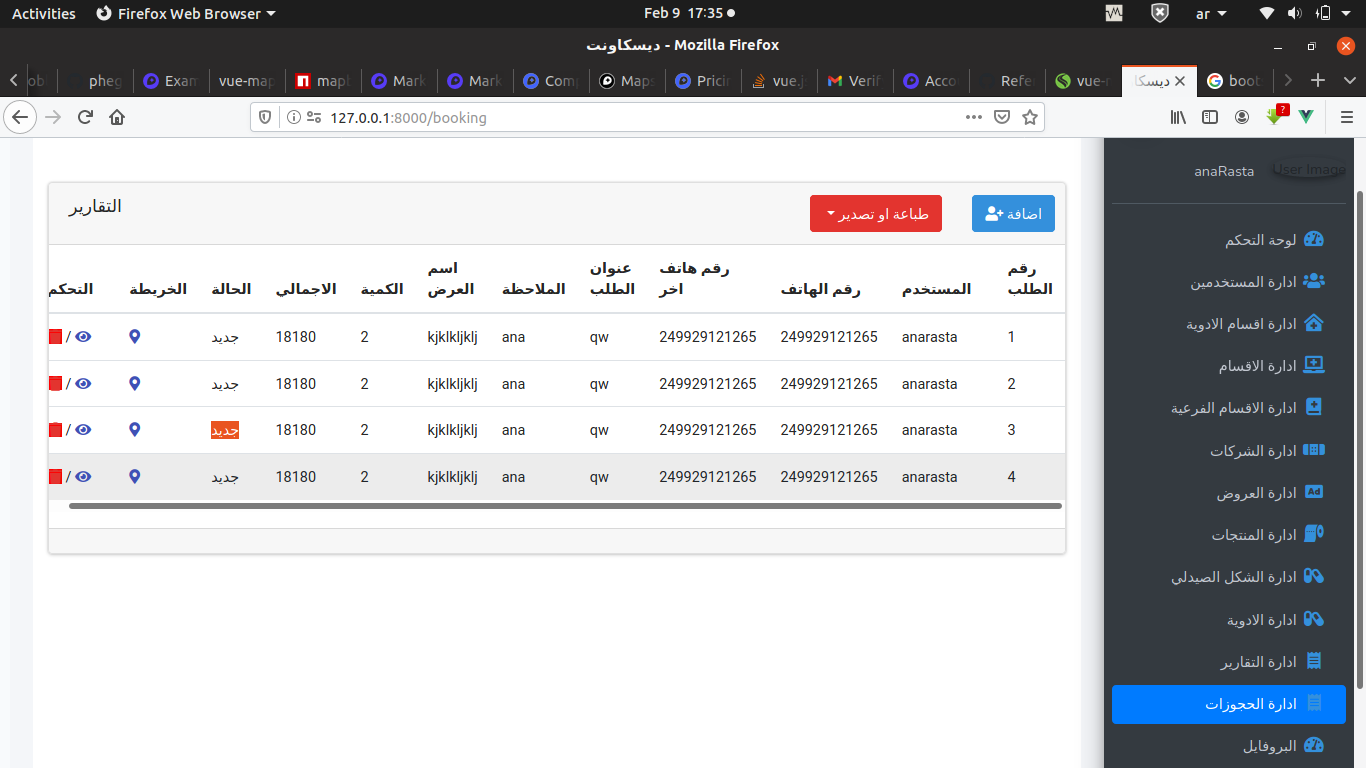 Activities Firefox Web Browser Feb 9 17:35 ar
ديسكاونت - Mozilla Firefox
pheg Exam vue-map mapb Mark Mark Comp Maps Pricin vue.j Verif Acco Refe vue-r ديسكا boot
127.0.0.1:8000/booking
anaRasta User Image
التقارير
طباعة او تصدير
اضافة
رقم الطلب المستخدم رقم الهاتف رقم هاتف اخر عنوان الطلب الملاحظة اسم العرض الكمية الاجمالي الحالة الخريطة التحكم
1 anarasta 249929121265 249929121265 qw ana kjklkljklj 2 18180 جديد /
2 anarasta 249929121265 249929121265 qw ana kjklkljklj 2 18180 جديد /
3 anarasta 249929121265 249929121265 qw ana kjklkljklj 2 18180 جديد /
4 anarasta 249929121265 249929121265 qw ana kjklkljklj 2 18180 جديد /
لوحة التحكم
ادارة المستخدمين
ادارة اقسام الادوية
ادارة الاقسام
ادارة الاقسام الفرعية
ادارة الشركات
ادارة العروض
ادارة المنتجات
ادارة الشكل الصيدلي
ادارة الادوية
ادارة التقارير
ادارة الحجوزات
البروفايل